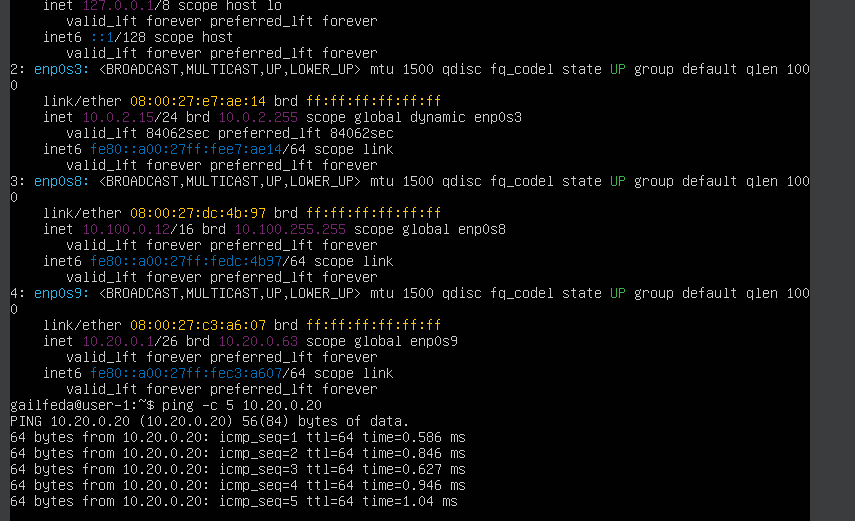 inet 127.0.0.1/8 scope host lo
valid_lft forever preferred_lft forever
inet6 ::1/128 scope host
valid_lft forever preferred_lft forever
2: enp0s3: <BROADCAST,MULTICAST,UP,LOWER_UP> mtu 1500 qdisc fq_codel state UP group default qlen 100
0
link/ether 08:00:27:e7:ae:14 brd ff:ff:ff:ff:ff:ff
inet 10.0.2.15/24 brd 10.0.2.255 scope global dynamic enp0s3
valid_lft 84062sec preferred_lft 84062sec
inet6 fe80::a00:27ff:fee7:ae14/64 scope link
valid_lft forever preferred_lft forever
3: enp0s8: <BROADCAST,MULTICAST,UP,LOWER_UP> mtu 1500 qdisc fq_codel state UP group default qlen 100
0
link/ether 08:00:27:dc:4b:97 brd ff:ff:ff:ff:ff:ff
inet 10.100.0.12/16 brd 10.100.255.255 scope global enp0s8
valid_lft forever preferred_lft forever
inet6 fe80::a00:27ff:fedc:4b97/64 scope link
valid_lft forever preferred_lft forever
4: enp0s9: <BROADCAST,MULTICAST,UP,LOWER_UP> mtu 1500 qdisc fq_codel state UP group default qlen 100
0
link/ether 08:00:27:c3:a6:07 brd ff:ff:ff:ff:ff:ff
inet 10.20.0.1/26 brd 10.20.0.63 scope global enp0s9
valid_lft forever preferred_lft forever
inet6 fe80::a00:27ff:fec3:a607/64 scope link
valid_lft forever preferred_lft forever
gailfeda@user-1:~$ ping -c 5 10.20.0.20
PING 10.20.0.20 (10.20.0.20) 56(84) bytes of data.
64 bytes from 10.20.0.20: icmp_seq=1 ttl=64 time=0.586 ms
64 bytes from 10.20.0.20: icmp_seq=2 ttl=64 time=0.846 ms
64 bytes from 10.20.0.20: icmp_seq=3 ttl=64 time=0.627 ms
64 bytes from 10.20.0.20: icmp_seq=4 ttl=64 time=0.946 ms
64 bytes from 10.20.0.20: icmp_seq=5 ttl=64 time=1.04 ms